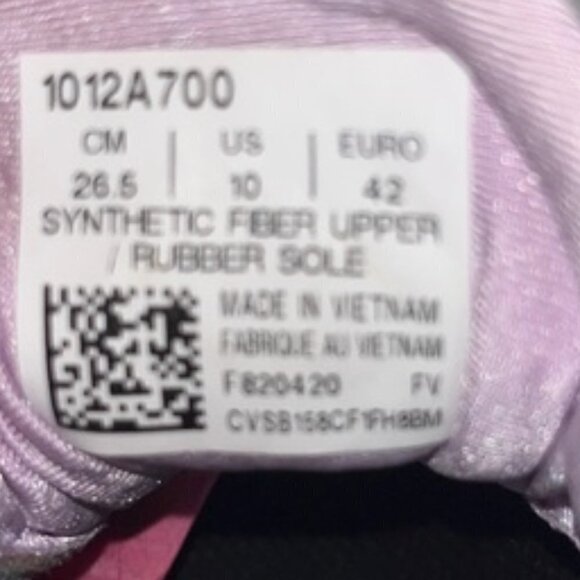 1012A700
CM | US | EURO
26.5 | 10 | 42
SYNTHETIC FIBER UPPER
/ RUBBER SOLE
MADE IN VIETNAM
FABRIQUE AU VIETNAM
F820420 FV
CVSB158CF1FH8BM